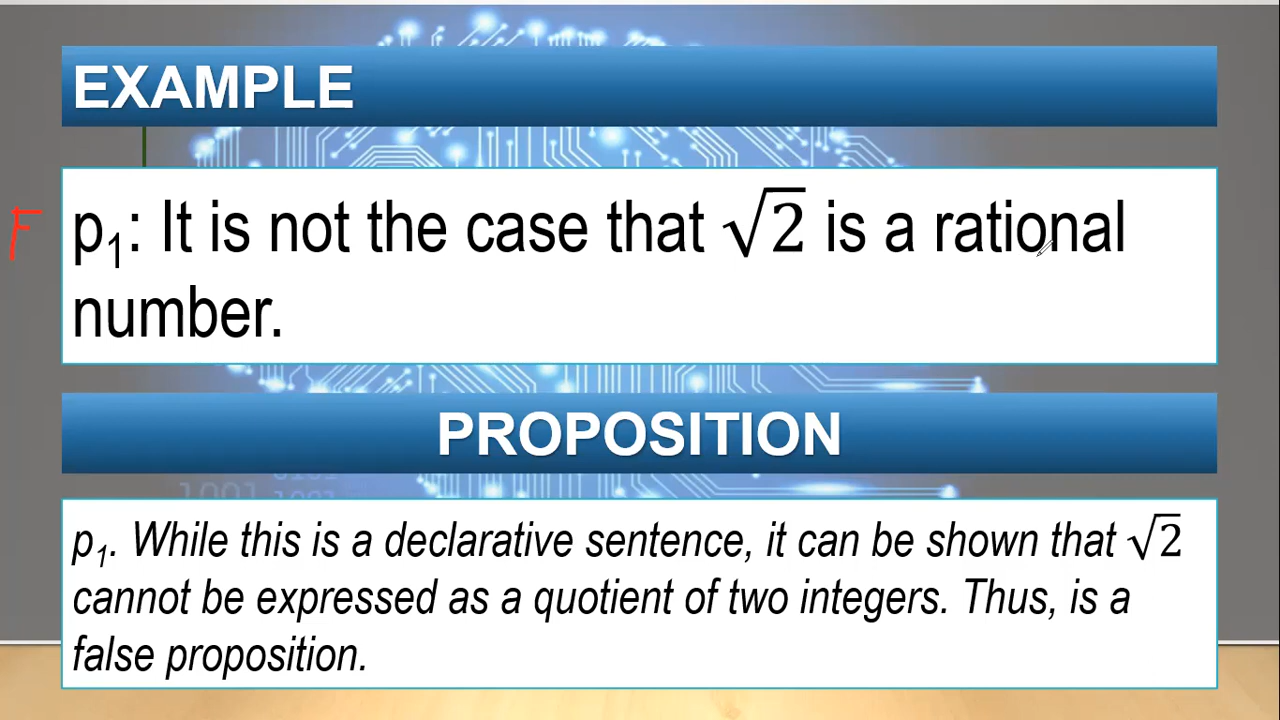 EXAMPLE
F
p₁: It is not the case that √2 is a rational
number.
PROPOSITION
p₁. While this is a declarative sentence, it can be shown that √2
cannot be expressed as a quotient of two integers. Thus, is a
false proposition.